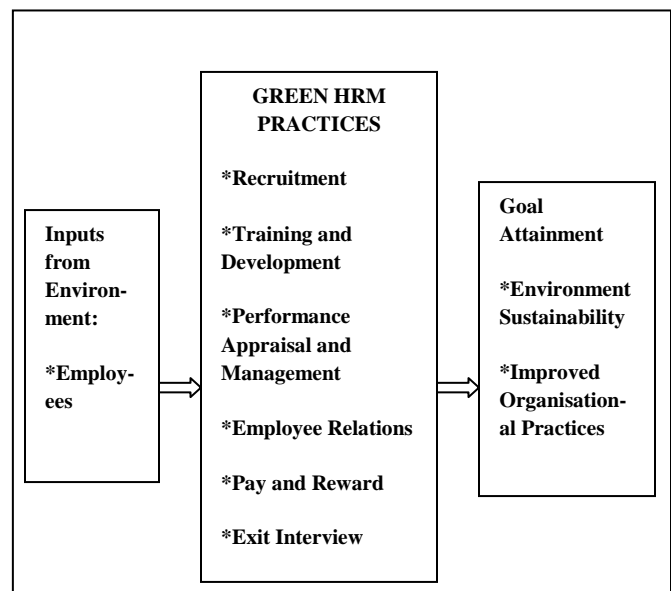 Inputs
from
Environ-
ment:
*Employ-
ees
GREEN HRM
PRACTICES
*Recruitment
*Training and
Development
*Performance
Appraisal and
Management
*Employee Relations
*Pay and Reward
*Exit Interview
Goal
Attainment
*Environment
Sustainability
*Improved
Organisation-
al Practices